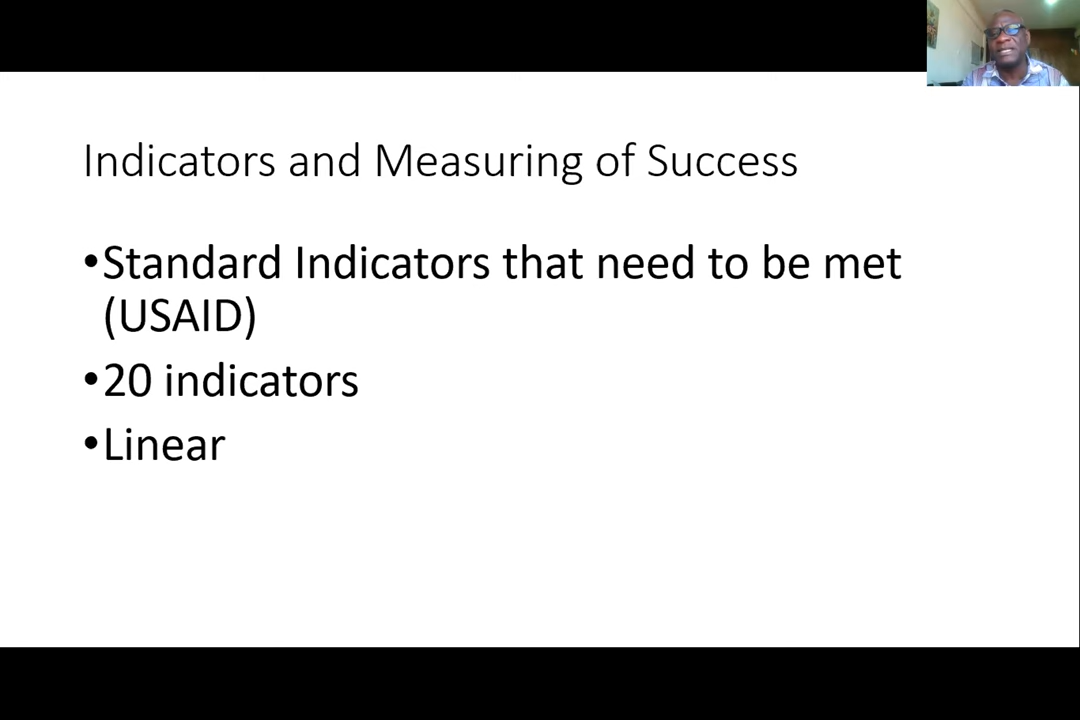 Indicators and Measuring of Success
•Standard Indicators that need to be met
(USAID)
•20 indicators
•Linear